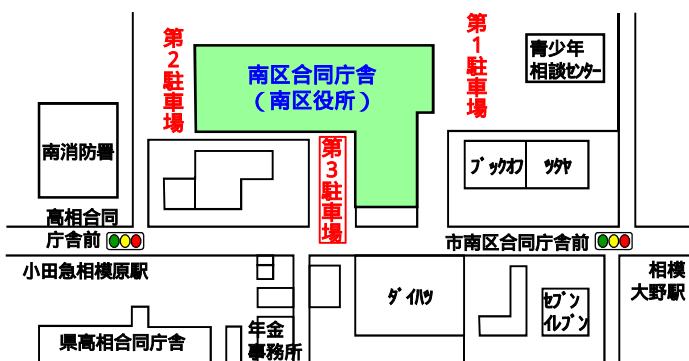 第1駐車場
第2駐車場
南区合同庁舎
（南区役所）
青少年
相談ｾﾝﾀｰ
南消防署
第3駐車場
ﾌﾞｯｸｵﾌ
ﾂﾀﾔ
高相合同
庁舎前
市南区合同庁舎前
小田急相模原駅
相模
大野駅
ﾀﾞｲﾊﾂ
ｾﾌﾞﾝ
ｲﾚﾌﾞﾝ
県高相合同庁舎
年金
事務所